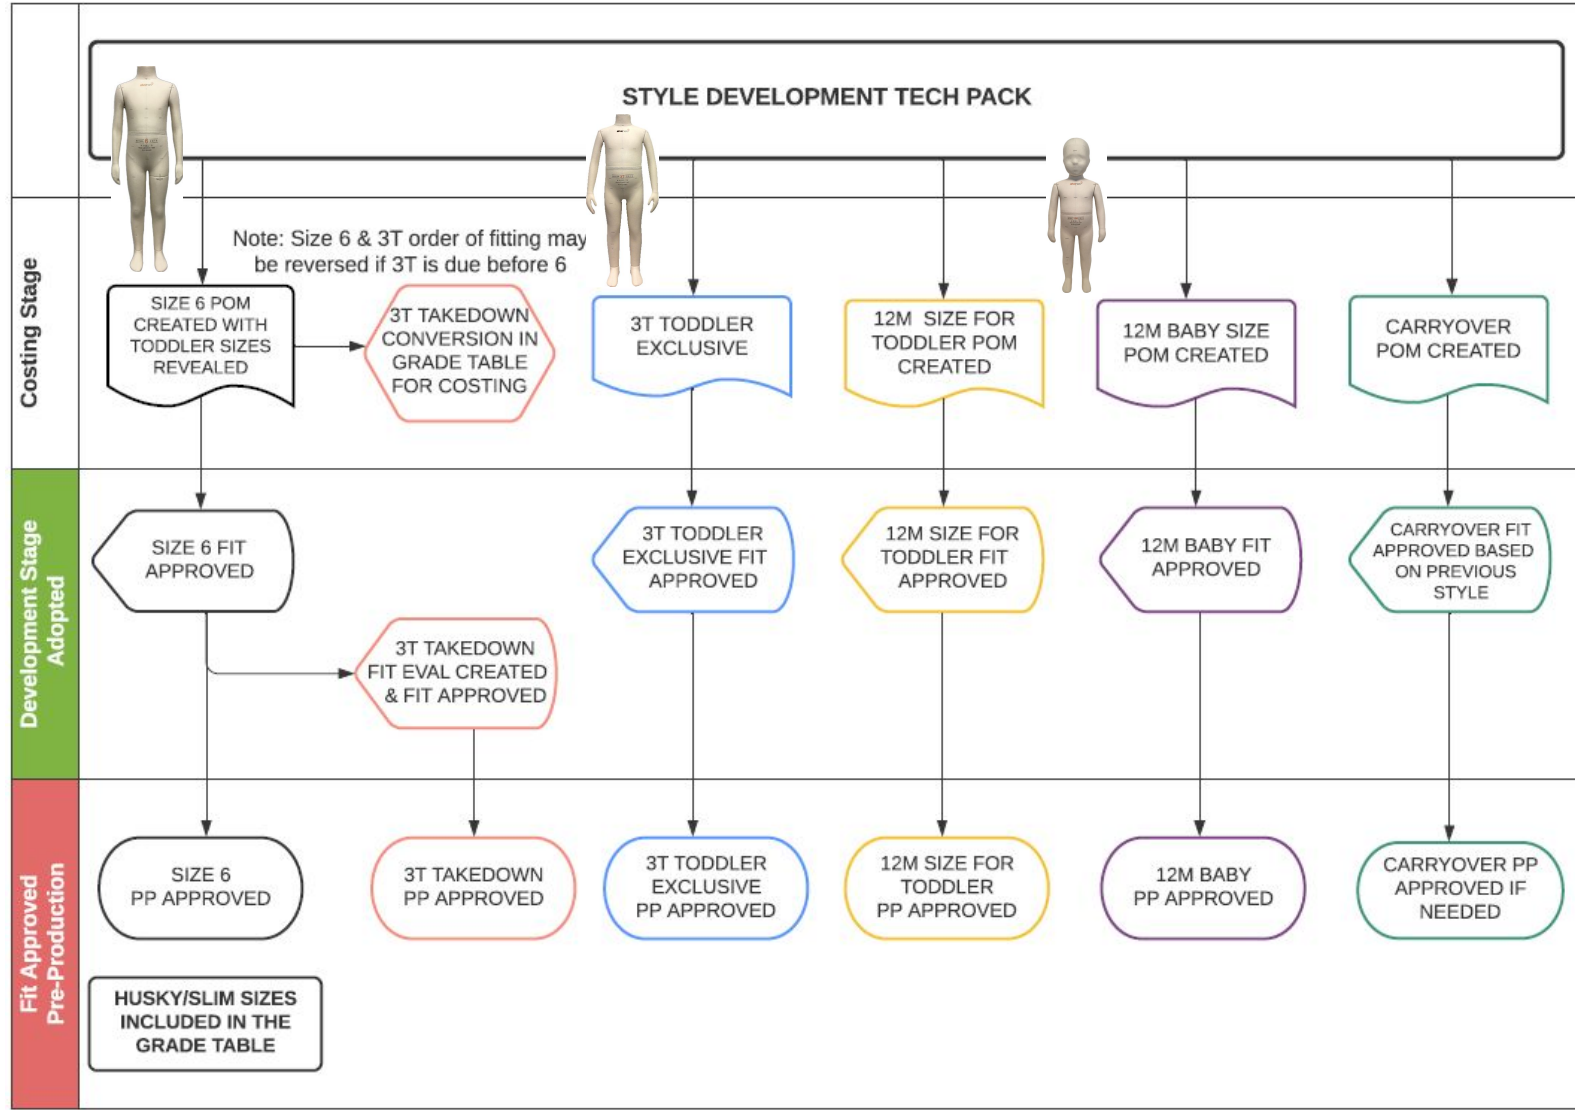 STYLE DEVELOPMENT TECH PACK
Costing Stage
Note: Size 6 & 3T order of fitting may
be reversed if 3T is due before 6
SIZE 6 POM
CREATED WITH
TODDLER SIZES
REVEALED
3T TAKEDOWN
CONVERSION IN
GRADE TABLE
FOR COSTING
3T TODDLER
EXCLUSIVE
12M SIZE FOR
TODDLER POM
CREATED
12M BABY SIZE
POM CREATED
CARRYOVER
POM CREATED
Development Stage
Adopted
SIZE 6 FIT
APPROVED
3T TAKEDOWN
FIT EVAL CREATED
& FIT APPROVED
3T TODDLER
EXCLUSIVE FIT
APPROVED
12M SIZE FOR
TODDLER FIT
APPROVED
12M BABY FIT
APPROVED
CARRYOVER FIT
APPROVED BASED
ON PREVIOUS
STYLE
Fit Approved
Pre-Production
SIZE 6
PP APPROVED
3T TAKEDOWN
PP APPROVED
3T TODDLER
EXCLUSIVE
PP APPROVED
12M SIZE FOR
TODDLER
PP APPROVED
12M BABY
PP APPROVED
CARRYOVER PP
APPROVED IF
NEEDED
HUSKY/SLIM SIZES
INCLUDED IN THE
GRADE TABLE